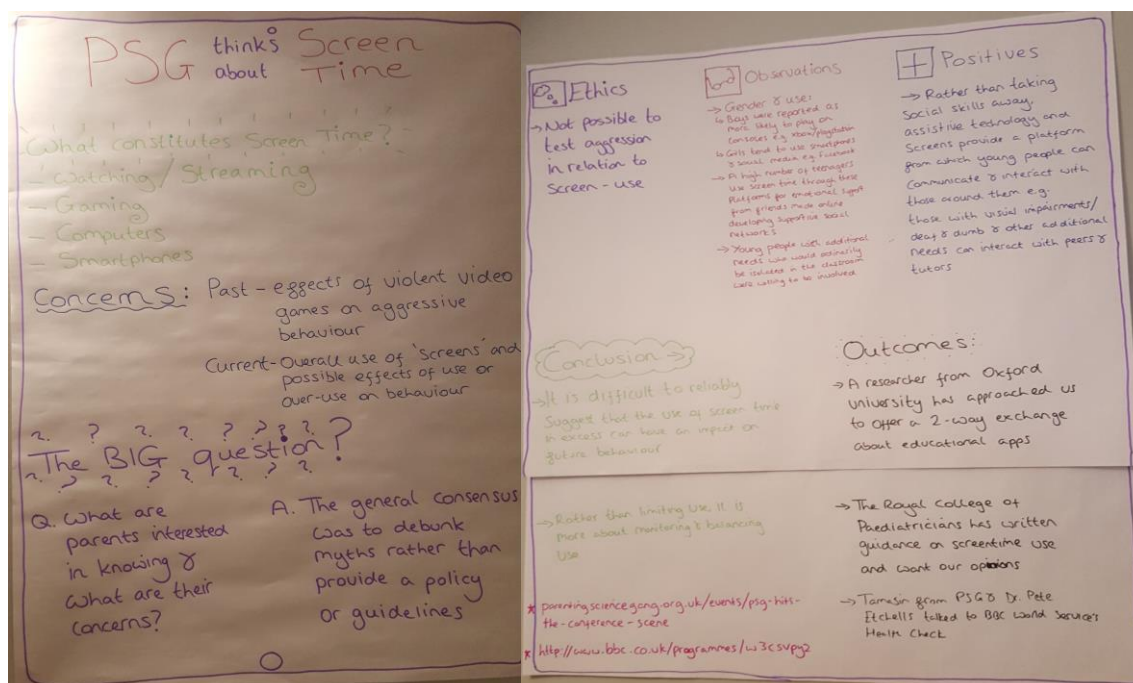 PSG thinks about Screen Time
What constitutes Screen Time?
- Watching/Streaming
- Gaming
- Computers
- Smartphones
Concerns: Past - effects of violent video
games on aggressive
behaviour
Current - Overall use of 'screens' and
possible effects of use or
over-use on behaviour
? ? ? ? ? ? ? ?
The BIG question?
? ? ? ? ? ? ? ?
Q. What are
parents interested
in knowing &
what are their
concerns?
A. The general consensus
was to debunk
myths rather than
provide a policy
or guidelines
Ethics
→ Not possible to
test aggression
in relation to
Screen-use
Observations
→ Gender & use:
↳ Boys were reported as
more likely to play on
consoles e.g. xbox/playstation
↳ Girls tend to use smartphones
& social media e.g.
→ A high number of teenagers
use screen time through these
platforms for emotional support
from friends made online
developing supportive social
networks
→ Young people with additional
needs who would ordinarily
be isolated in the classroom
were willing to be involved
+ Positives
→ Rather than taking
Social skills away,
assistive technology and
Screens provide a platform
from which young people can
communicate & interact with
those around them e.g.
those with visual impairments/
deaf & dumb & other additional
needs can interact with peers &
tutors
Conclusion →
→ It is difficult to reliably
suggest that the use of screen time
in excess can have an impact on
future behaviour
→ Rather than limiting use, it is
more about monitoring & balancing
use
Outcomes:
→ A researcher from Oxford
University has approached us
to offer a 2-way exchange
about educational apps
→ The Royal College of
Paediatricians has written
guidance on screentime use
and want our opinions
→ Tamasin from PSG & Dr. Pete
Etchells talked to BBC World Service's
Health Check
* parentingsciencegang.org.uk/events/psg-hits-
the-conference-scene
* http://www.bbc.co.uk/programmes/w3csvpy2